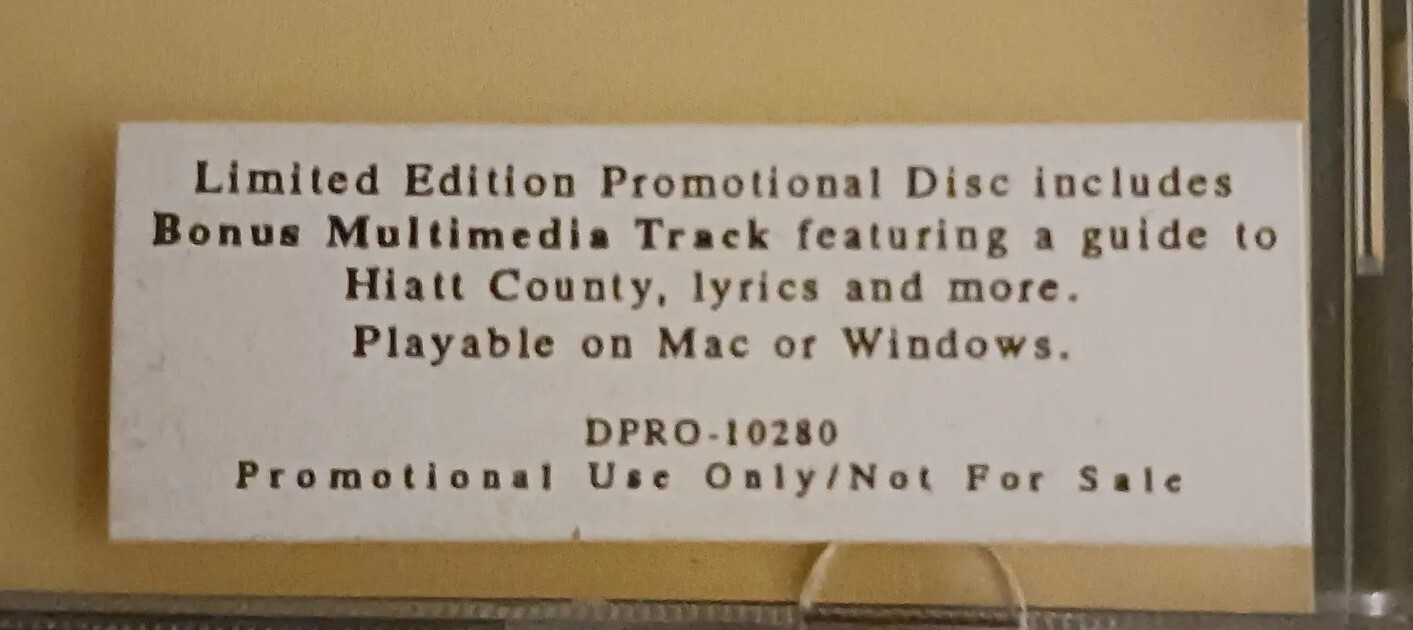 Limited Edition Promotional Disc includes
Bonus Multimedia Track featuring a guide to
Hiatt County, lyrics and more.
Playable on Mac or Windows.
DPRO-10280
Promotional Use Only/Not For Sale